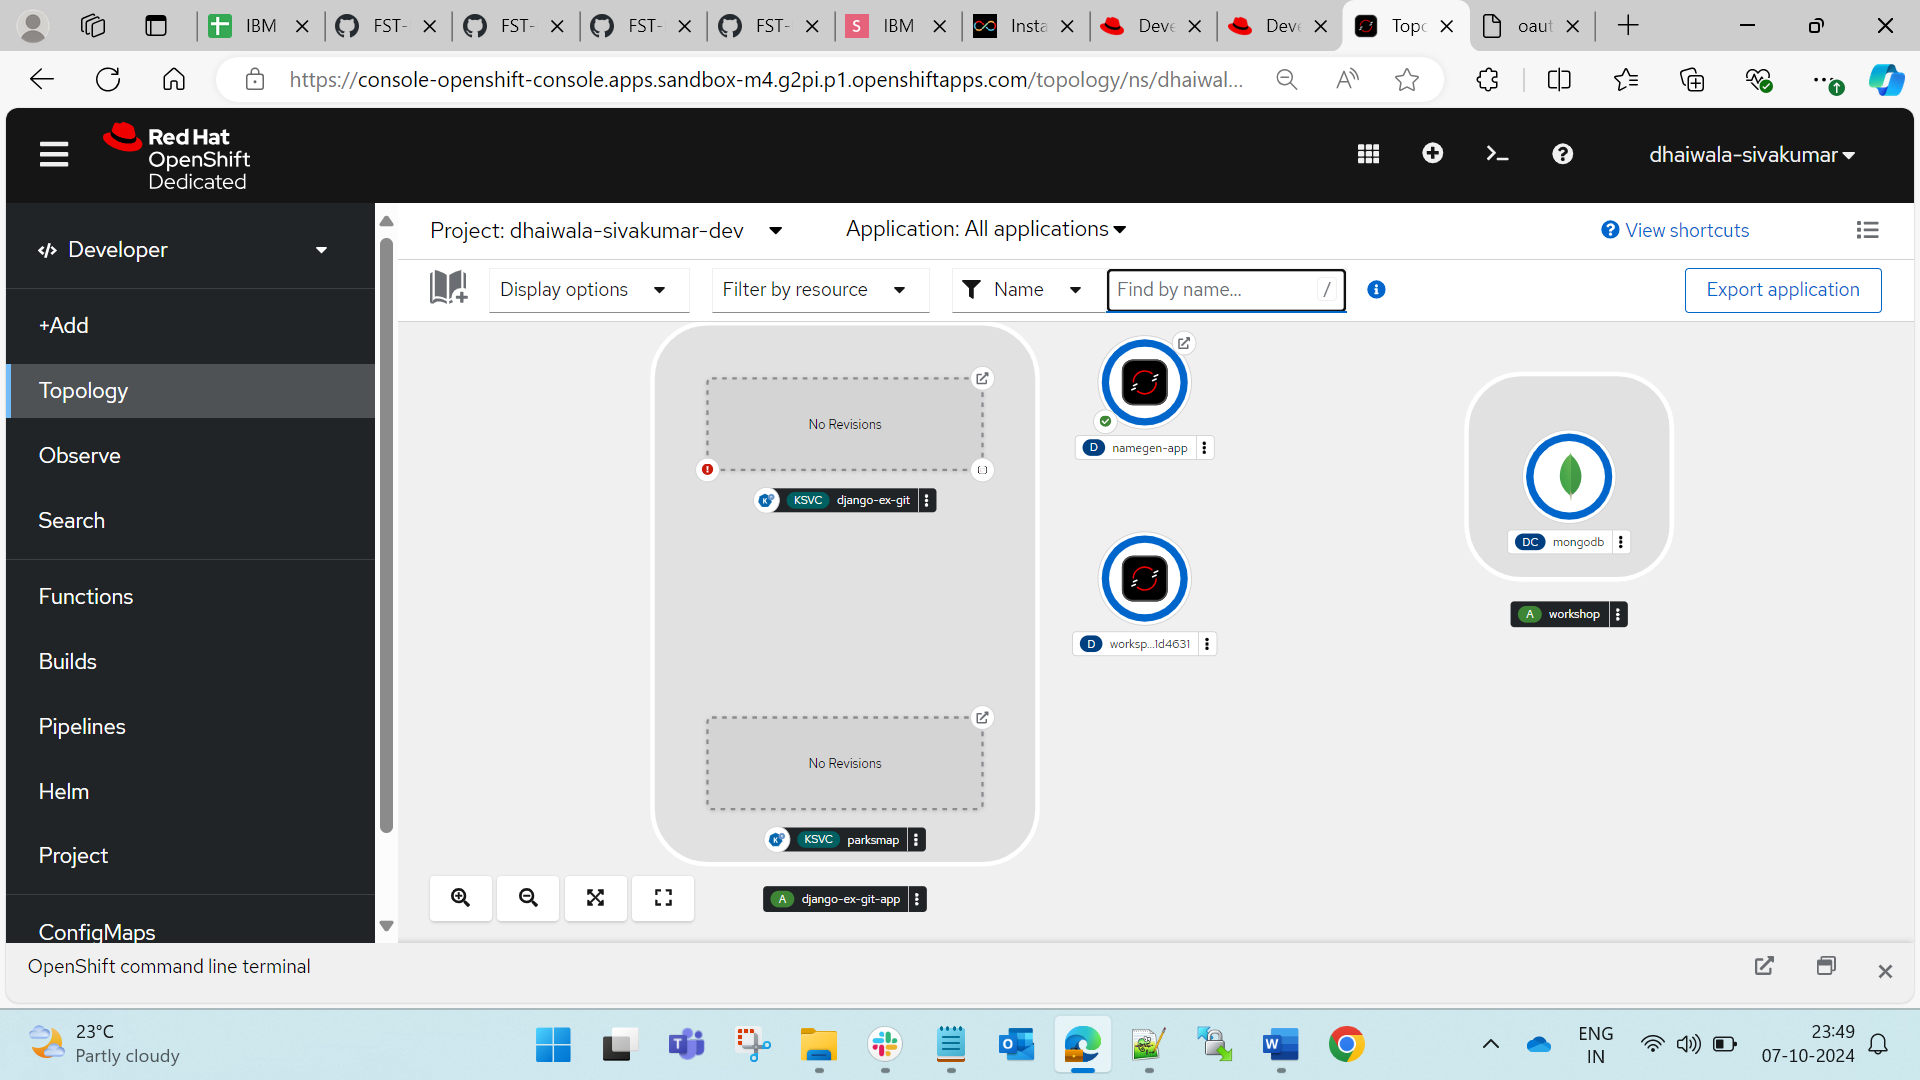 IBM
FST-
FST-
FST-
FST-
S
IBM
Insta
Deve
Deve
Topo
oaut
https://console-openshift-console.apps.sandbox-m4.g2pi.p1.openshiftapps.com/topology/ns/dhaiwal...
Red Hat
OpenShift
Dedicated
dhaiwala-sivakumar
Developer
+Add
Topology
Observe
Search
Functions
Builds
Pipelines
Helm
Project
ConfigMaps
Project: dhaiwala-sivakumar-dev
Application: All applications
View shortcuts
Display options
Filter by resource
Name
Find by name...
/
Export application
No Revisions
KSVC django-ex-git
No Revisions
KSVC parksmap
A django-ex-git-app
D namegen-app
D worksp...1d4631
DC mongodb
A workshop
OpenShift command line terminal
23°C
Partly cloudy
ENG
IN
23:49
07-10-2024